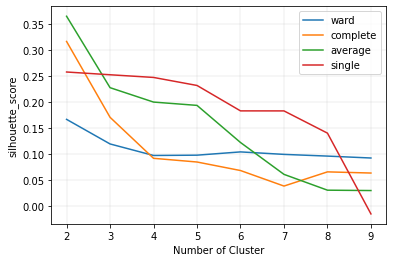 ward
complete
average
single
0.35
0.30
0.25
0.20
0.15
0.10
0.05
0.00
silhouette_score
2 3 4 5 6 7 8 9
Number of Cluster